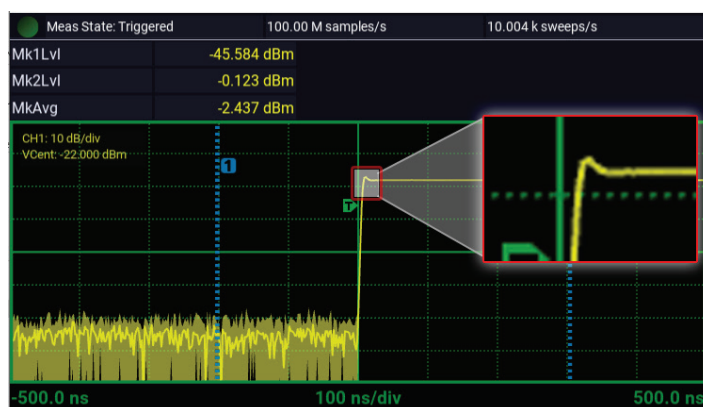 Meas State: Triggered 100.00 M samples/s 10.004 k sweeps/s
Mk1Lvl -45.584 dBm
Mk2Lvl -0.123 dBm
MkAvg -2.437 dBm
CH1: 10 dB/div
VCent: -22.000 dBm
1
T
-500.0 ns 100 ns/div 500.0 ns